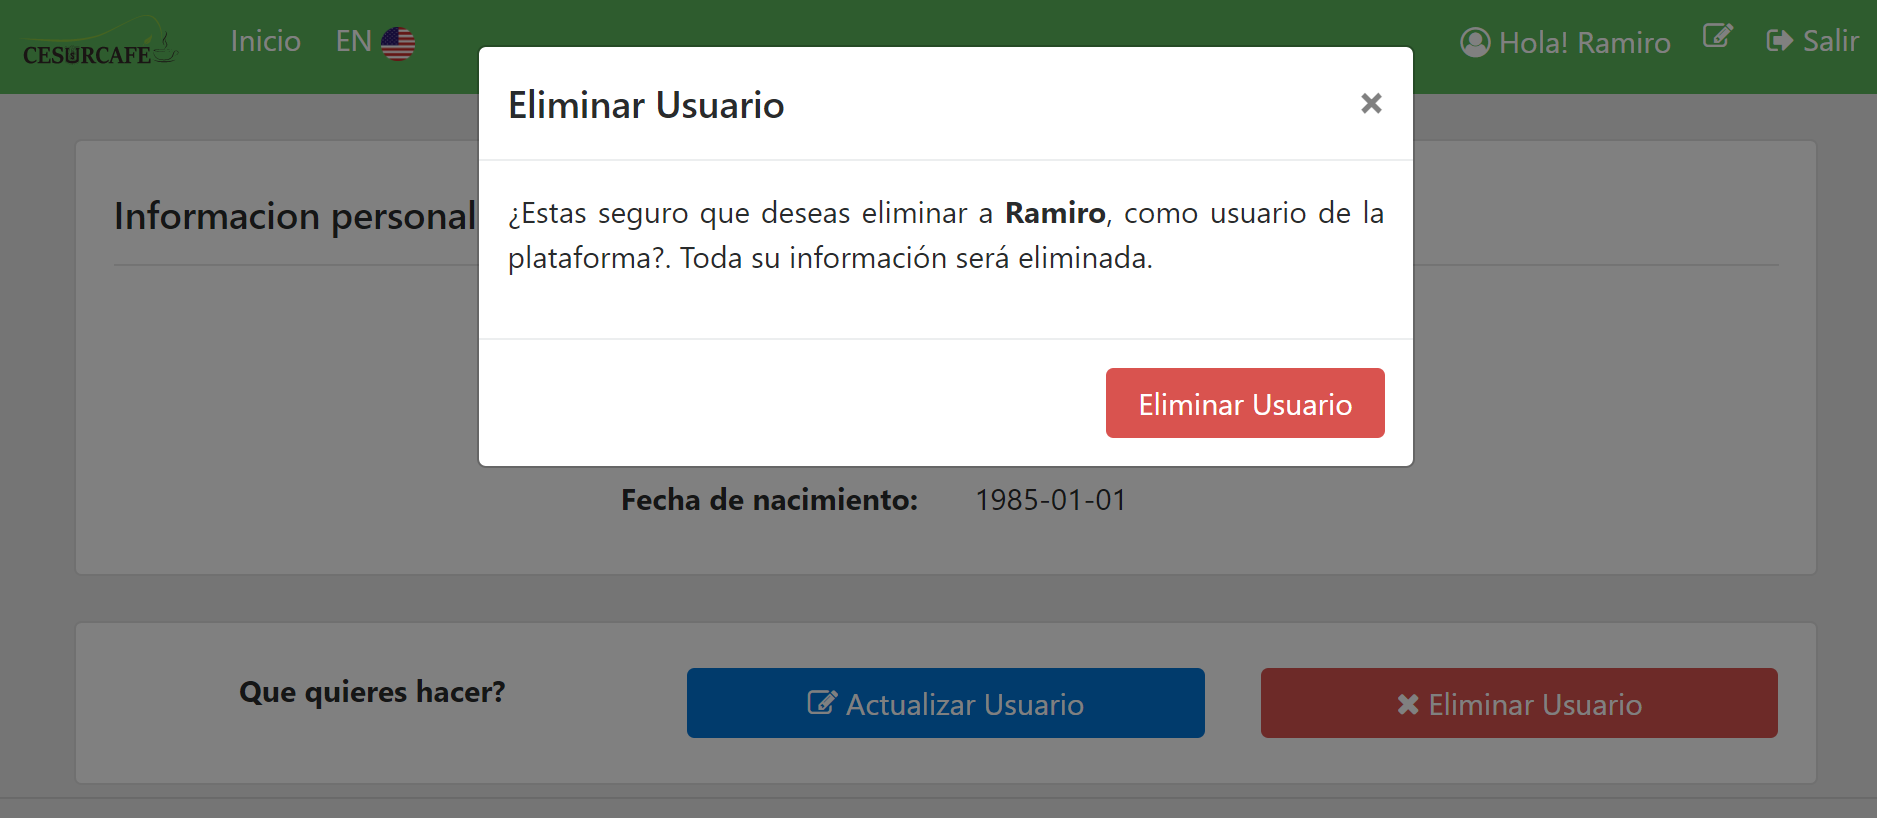 CESURCAFE
Inicio
EN
Hola! Ramiro
Salir
Eliminar Usuario
×
¿Estas seguro que deseas eliminar a Ramiro, como usuario de la
plataforma?. Toda su información será eliminada.
Eliminar Usuario
Informacion personal
Fecha de nacimiento: 1985-01-01
Que quieres hacer?
Actualizar Usuario
Eliminar Usuario